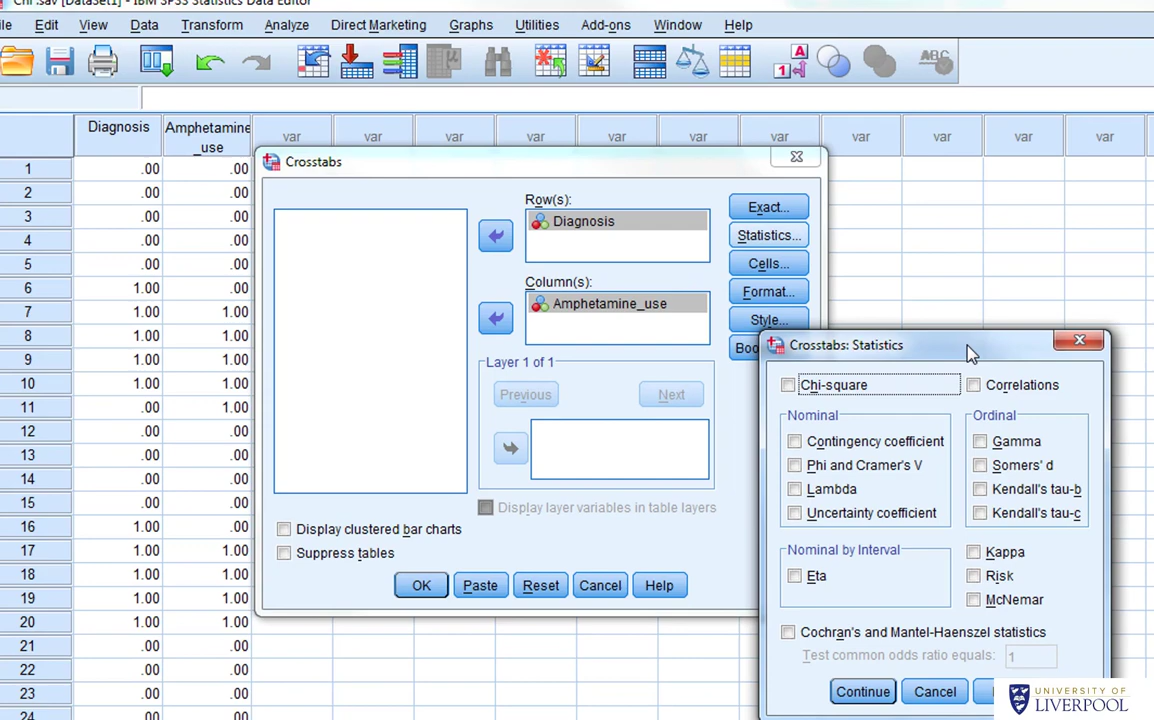 Chi .sav [DataSet1] - IBM SPSS Statistics Data Editor
ile Edit View Data Transform Analyze Direct Marketing Graphs Utilities Add-ons Window Help
A
1
ABC
Diagnosis Amphetamine_use var var var var var var var var var var var
1 .00 .00
2 .00 .00
3 .00 .00
4 .00 .00
5 .00 .00
6 1.00 .00
7 1.00 1.00
8 1.00 1.00
9 1.00 1.00
10 1.00 1.00
11 .00 1.00
12 .00 .00
13 .00 .00
14 .00 .00
15 .00 .00
16 1.00 .00
17 1.00 1.00
18 1.00 1.00
19 1.00 1.00
20 1.00 1.00
21 .00 .00
22 .00 .00
23 .00 .00
24 .00 .00
Crosstabs
Row(s):
Diagnosis
Column(s):
Amphetamine_use
Layer 1 of 1
Previous Next
Display layer variables in table layers
Display clustered bar charts
Suppress tables
OK Paste Reset Cancel Help
Exact...
Statistics...
Cells...
Format...
Style...
Boo
Crosstabs: Statistics
Chi-square Correlations
Nominal
Contingency coefficient
Phi and Cramer's V
Lambda
Uncertainty coefficient
Ordinal
Gamma
Somers' d
Kendall's tau-b
Kendall's tau-c
Nominal by Interval
Eta
Kappa
Risk
McNemar
Cochran's and Mantel-Haenszel statistics
Test common odds ratio equals: 1
Continue Cancel
UNIVERSITY OF
LIVERPOOL